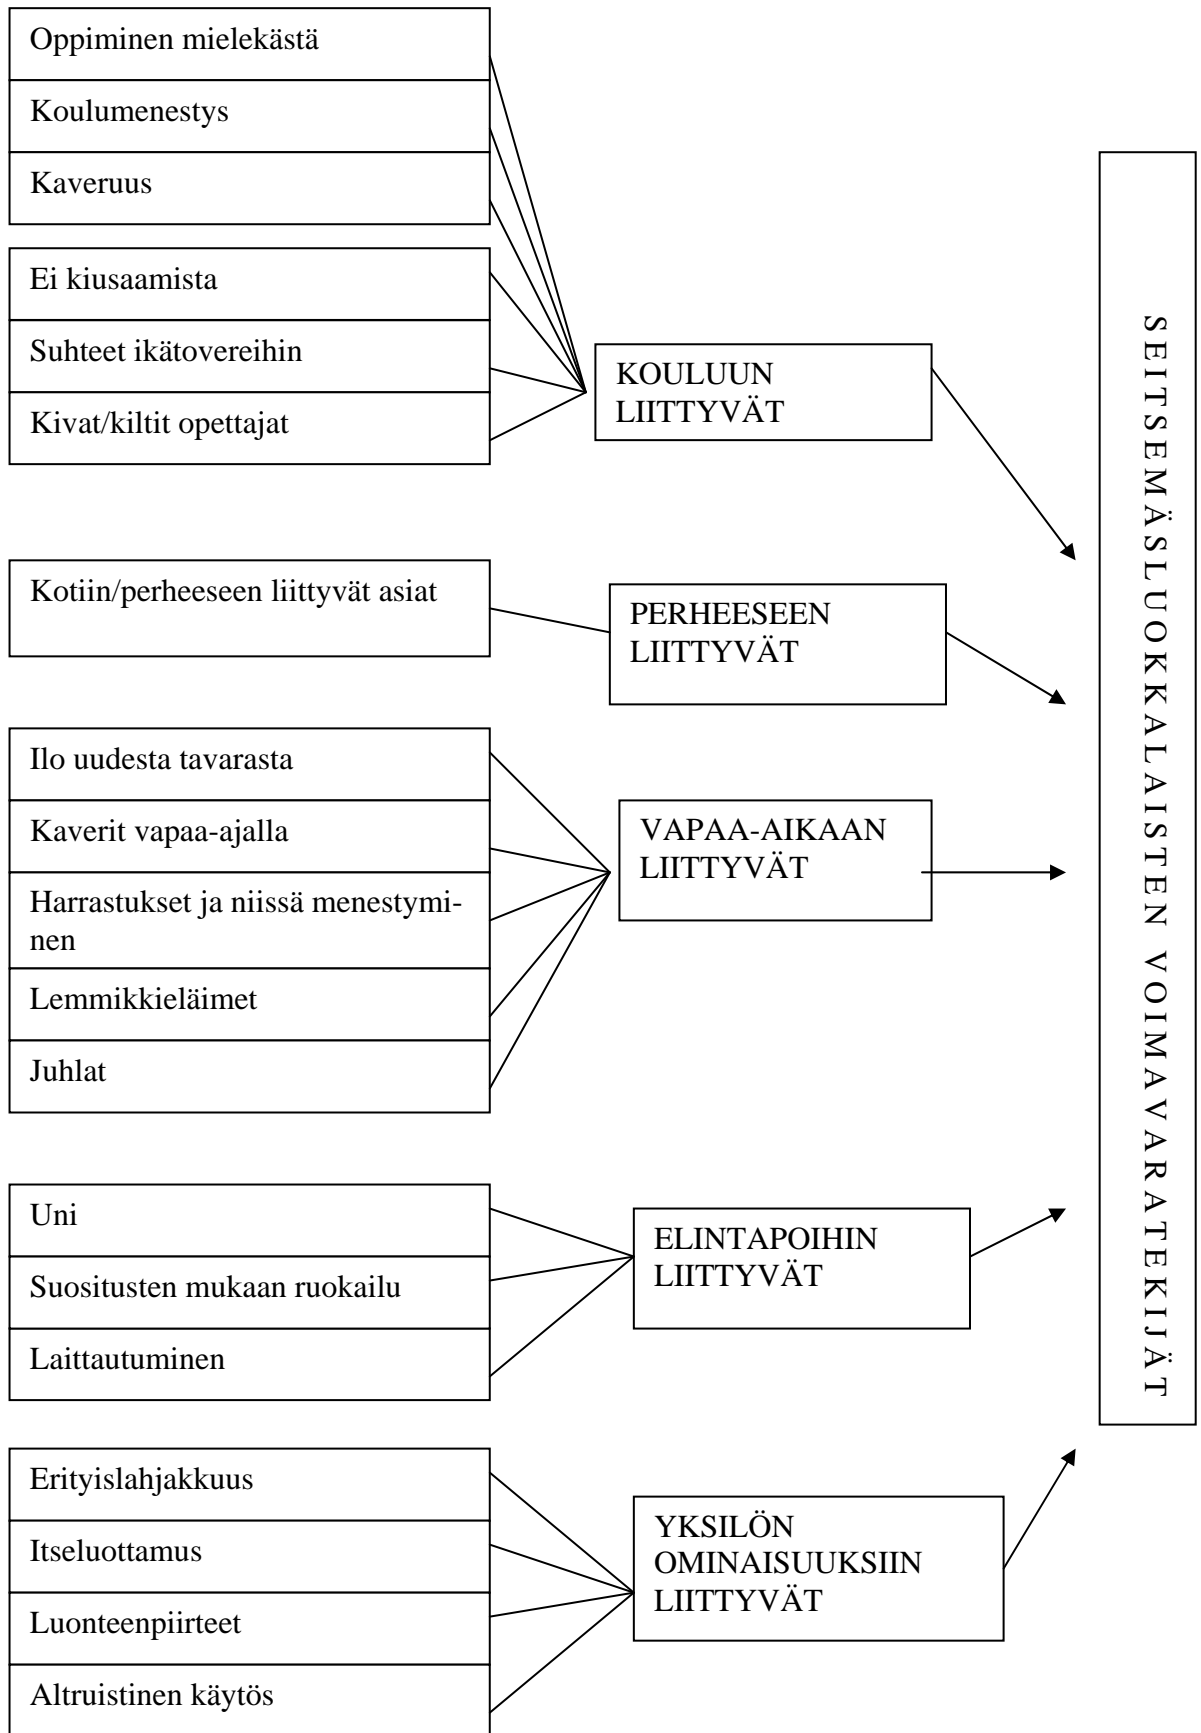 Oppiminen mielekästä
Koulumenestys
Kaveruus
Ei kiusaamista
Suhteet ikätovereihin
Kivat/kiltit opettajat
KOULUUN
LIITTYVÄT
Kotiin/perheeseen liittyvät asiat
PERHEESEEN
LIITTYVÄT
Ilo uudesta tavarasta
Kaverit vapaa-ajalla
Harrastukset ja niissä menestymi-
nen
Lemmikkieläimet
Juhlat
VAPAA-AIKAAN
LIITTYVÄT
Uni
Suositusten mukaan ruokailu
Laittautuminen
ELINTAPOIHIN
LIITTYVÄT
Erityislahjakkuus
Itseluottamus
Luonteenpiirteet
Altruistinen käytös
YKSILÖN
OMINAISUUKSIIN
LIITTYVÄT
SEITSEMÄSLUOKKALAISTEN VOIMAVARATEKIJÄT